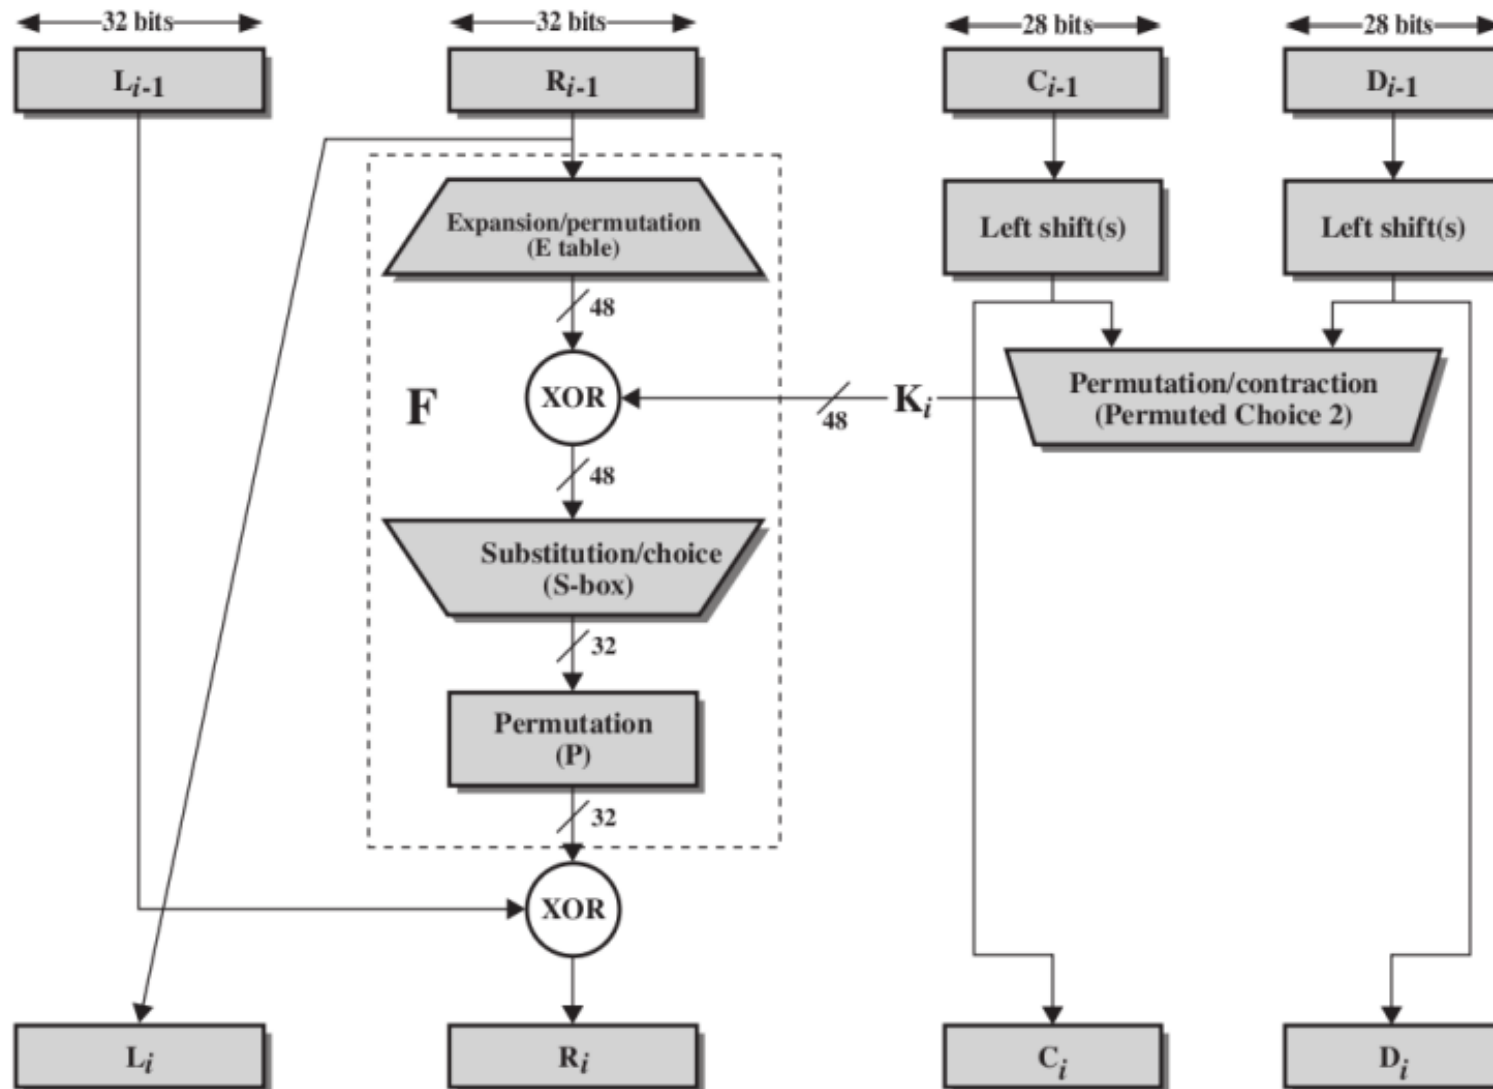 32 bits 32 bits 28 bits 28 bits
Li-1 Ri-1 Ci-1 Di-1
Expansion/permutation
(E table)
Left shift(s) Left shift(s)
48
F XOR 48 Ki
Permutation/contraction
(Permuted Choice 2)
48
Substitution/choice
(S-box)
32
Permutation
(P)
32
XOR
Li Ri Ci Di